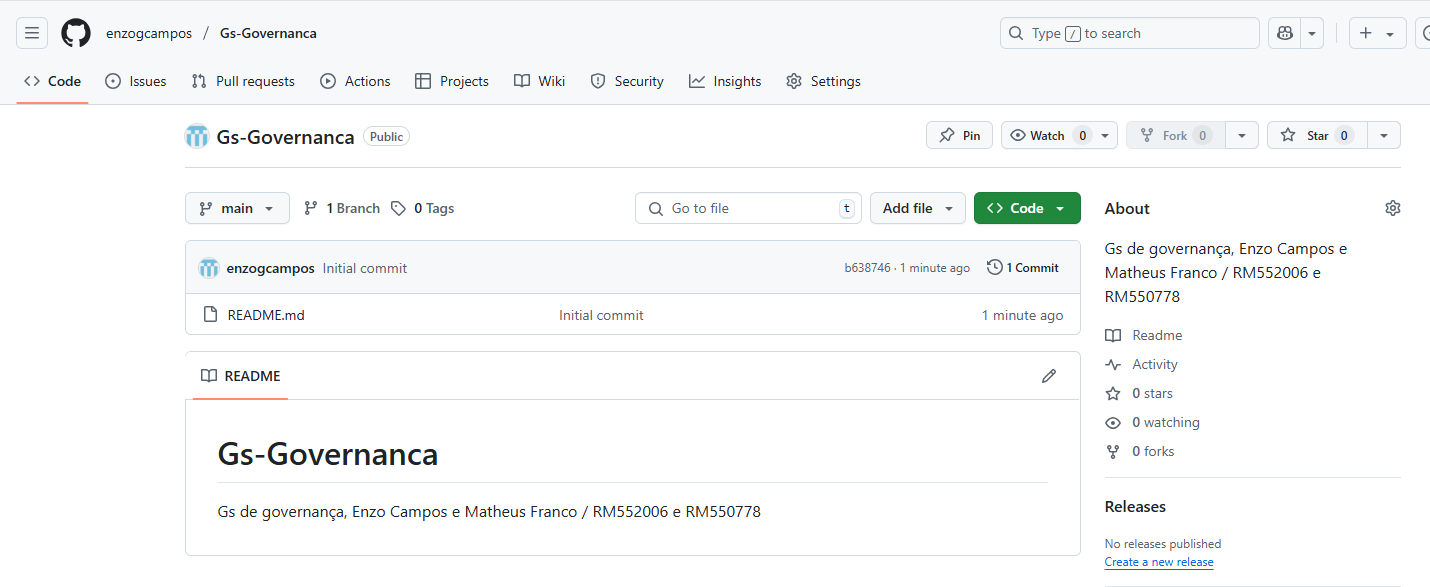 enzogcampos / Gs-Governanca
Type / to search
Code Issues Pull requests Actions Projects Wiki Security Insights Settings
Gs-Governanca Public
Pin Watch 0 Fork 0 Star 0
main 1 Branch 0 Tags
Go to file t Add file Code
enzogcampos Initial commit b638746 · 1 minute ago 1 Commit
README.md Initial commit 1 minute ago
README
Gs-Governanca
Gs de governança, Enzo Campos e Matheus Franco / RM552006 e RM550778
About
Gs de governança, Enzo Campos e
Matheus Franco / RM552006 e
RM550778
Readme
Activity
0 stars
0 watching
0 forks
Releases
No releases published
Create a new release